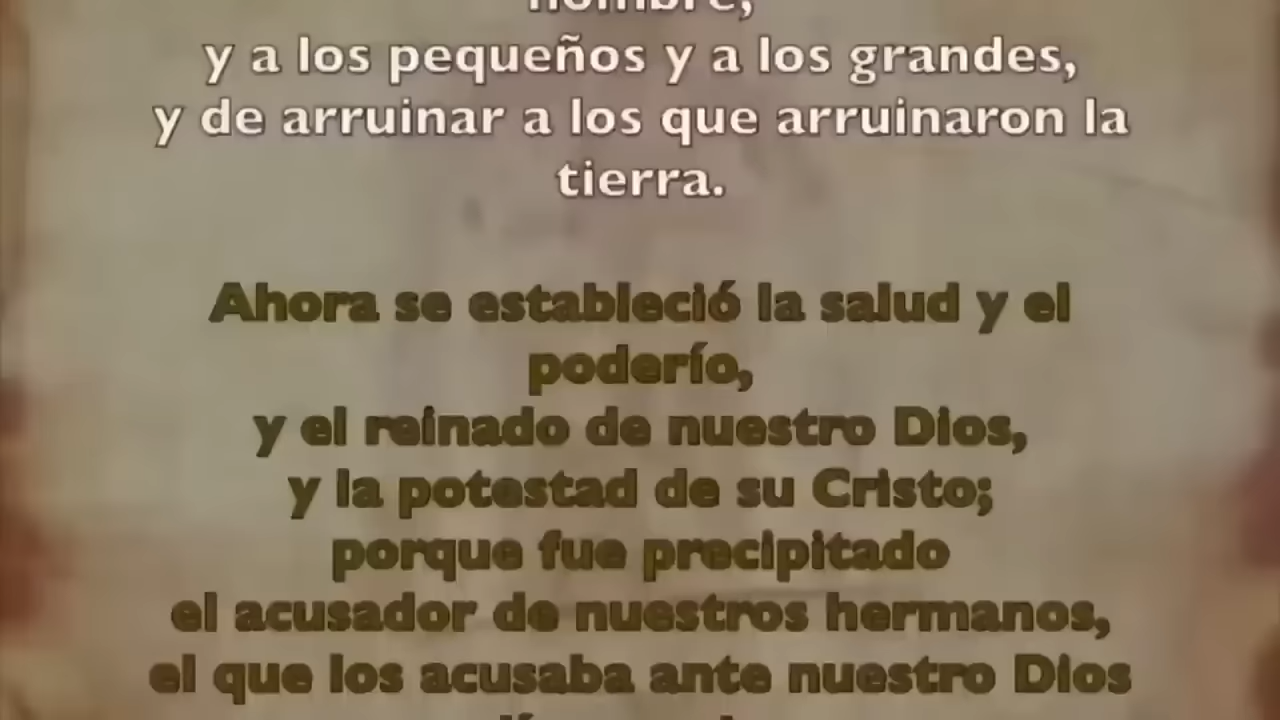 nombre,
y a los pequeños y a los grandes,
y de arruinar a los que arruinaron la
tierra.
Ahora se estableció la salud y el
poderío,
y el reinado de nuestro Dios,
y la potestad de su Cristo;
porque fue precipitado
el acusador de nuestros hermanos,
el que los acusaba ante nuestro Dios